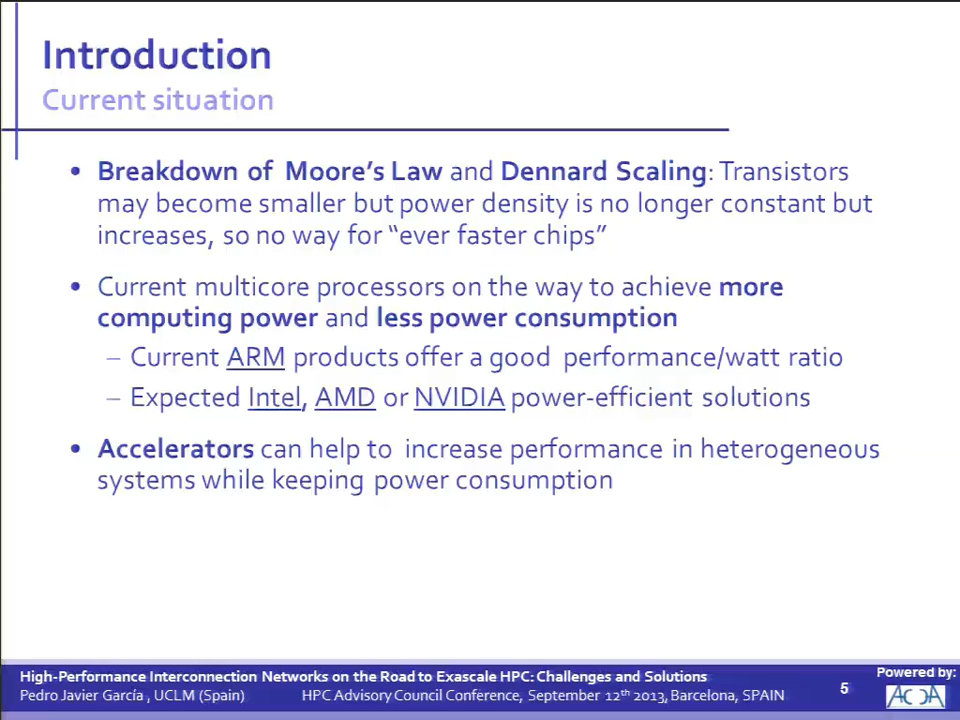 Introduction
Current situation
• Breakdown of Moore's Law and Dennard Scaling: Transistors
may become smaller but power density is no longer constant but
increases, so no way for “ever faster chips”
• Current multicore processors on the way to achieve more
computing power and less power consumption
– Current ARM products offer a good performance/watt ratio
– Expected Intel, AMD or NVIDIA power-efficient solutions
• Accelerators can help to increase performance in heterogeneous
systems while keeping power consumption
High-Performance Interconnection Networks on the Road to Exascale HPC: Challenges and Solutions
Pedro Javier García , UCLM (Spain) HPC Advisory Council Conference, September 12th 2013, Barcelona, SPAIN
5
Powered by: